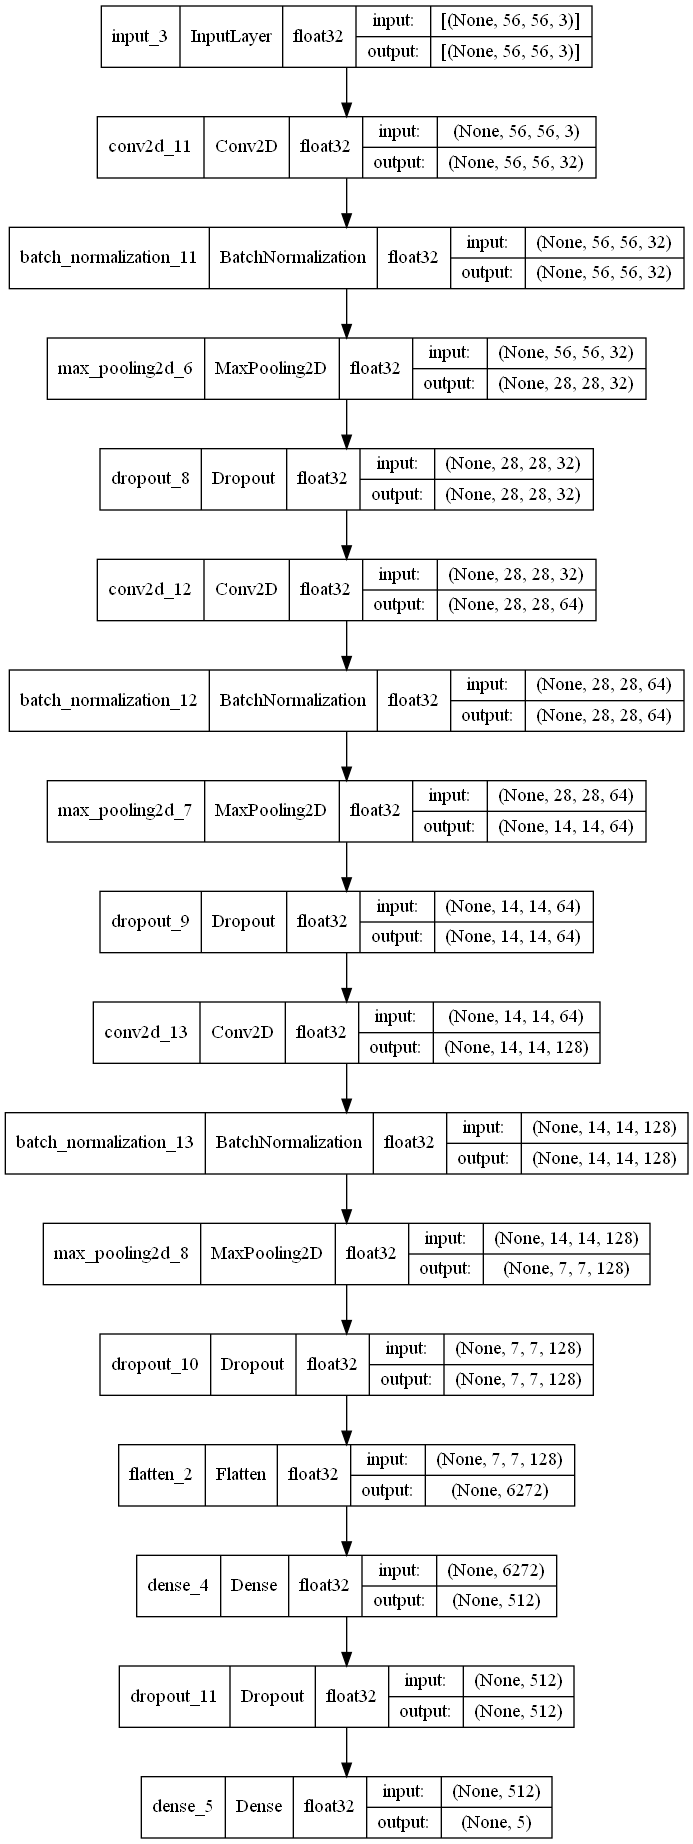 input_3 InputLayer float32 input: [(None, 56, 56, 3)]
output: [(None, 56, 56, 3)]
conv2d_11 Conv2D float32 input: (None, 56, 56, 3)
output: (None, 56, 56, 32)
batch_normalization_11 BatchNormalization float32 input: (None, 56, 56, 32)
output: (None, 56, 56, 32)
max_pooling2d_6 MaxPooling2D float32 input: (None, 56, 56, 32)
output: (None, 28, 28, 32)
dropout_8 Dropout float32 input: (None, 28, 28, 32)
output: (None, 28, 28, 32)
conv2d_12 Conv2D float32 input: (None, 28, 28, 32)
output: (None, 28, 28, 64)
batch_normalization_12 BatchNormalization float32 input: (None, 28, 28, 64)
output: (None, 28, 28, 64)
max_pooling2d_7 MaxPooling2D float32 input: (None, 28, 28, 64)
output: (None, 14, 14, 64)
dropout_9 Dropout float32 input: (None, 14, 14, 64)
output: (None, 14, 14, 64)
conv2d_13 Conv2D float32 input: (None, 14, 14, 64)
output: (None, 14, 14, 128)
batch_normalization_13 BatchNormalization float32 input: (None, 14, 14, 128)
output: (None, 14, 14, 128)
max_pooling2d_8 MaxPooling2D float32 input: (None, 14, 14, 128)
output: (None, 7, 7, 128)
dropout_10 Dropout float32 input: (None, 7, 7, 128)
output: (None, 7, 7, 128)
flatten_2 Flatten float32 input: (None, 7, 7, 128)
output: (None, 6272)
dense_4 Dense float32 input: (None, 6272)
output: (None, 512)
dropout_11 Dropout float32 input: (None, 512)
output: (None, 512)
dense_5 Dense float32 input: (None, 512)
output: (None, 5)